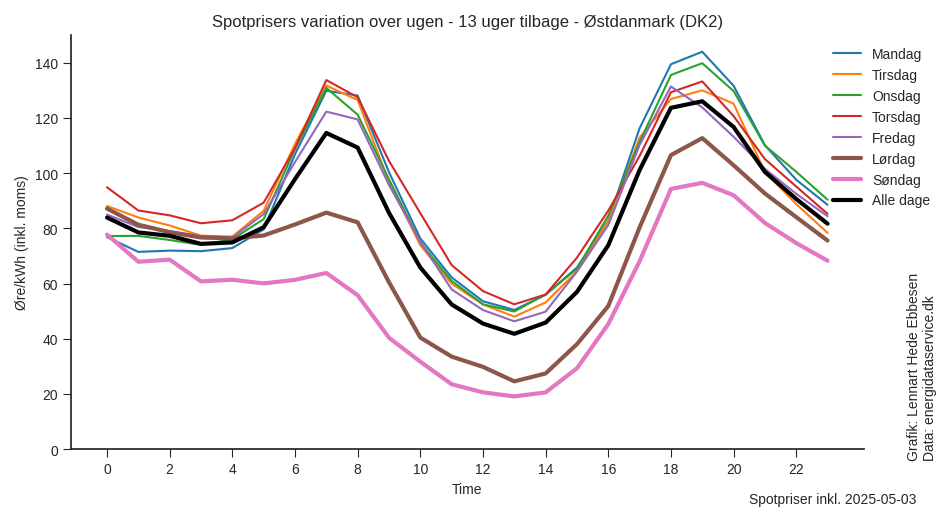 Spotprisers variation over ugen - 13 uger tilbage - Østdanmark (DK2)
Øre/kWh (inkl. moms)
140
120
100
80
60
40
20
0
0 2 4 6 8 10 12 14 16 18 20 22
Time
Mandag
Tirsdag
Onsdag
Torsdag
Fredag
Lørdag
Søndag
Alle dage
Grafik: Lennart Hede Ebbesen
Data: energidataservice.dk
Spotpriser inkl. 2025-05-03